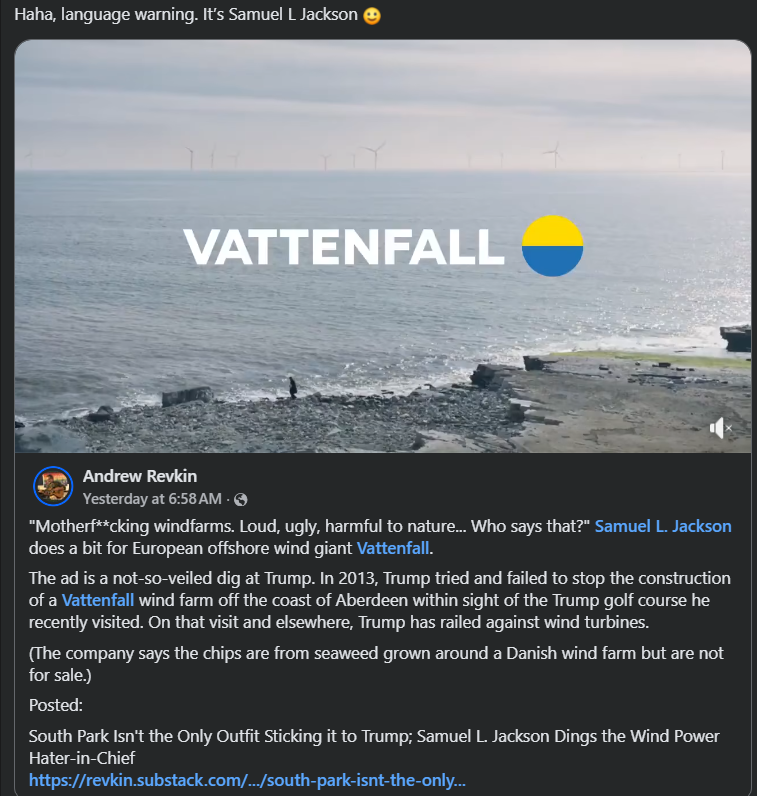 Haha, language warning. It's Samuel L Jackson 🙂
VATTENFALL
Andrew Revkin
Yesterday at 6:58 AM ·
"Motherf**cking windfarms. Loud, ugly, harmful to nature... Who says that?" Samuel L. Jackson
does a bit for European offshore wind giant Vattenfall.
The ad is a not-so-veiled dig at Trump. In 2013, Trump tried and failed to stop the construction
of a Vattenfall wind farm off the coast of Aberdeen within sight of the Trump golf course he
recently visited. On that visit and elsewhere, Trump has railed against wind turbines.
(The company says the chips are from seaweed grown around a Danish wind farm but are not
for sale.)
Posted:
South Park Isn't the Only Outfit Sticking it to Trump; Samuel L. Jackson Dings the Wind Power
Hater-in-Chief
https://revkin.substack.com/.../south-park-isnt-the-only...